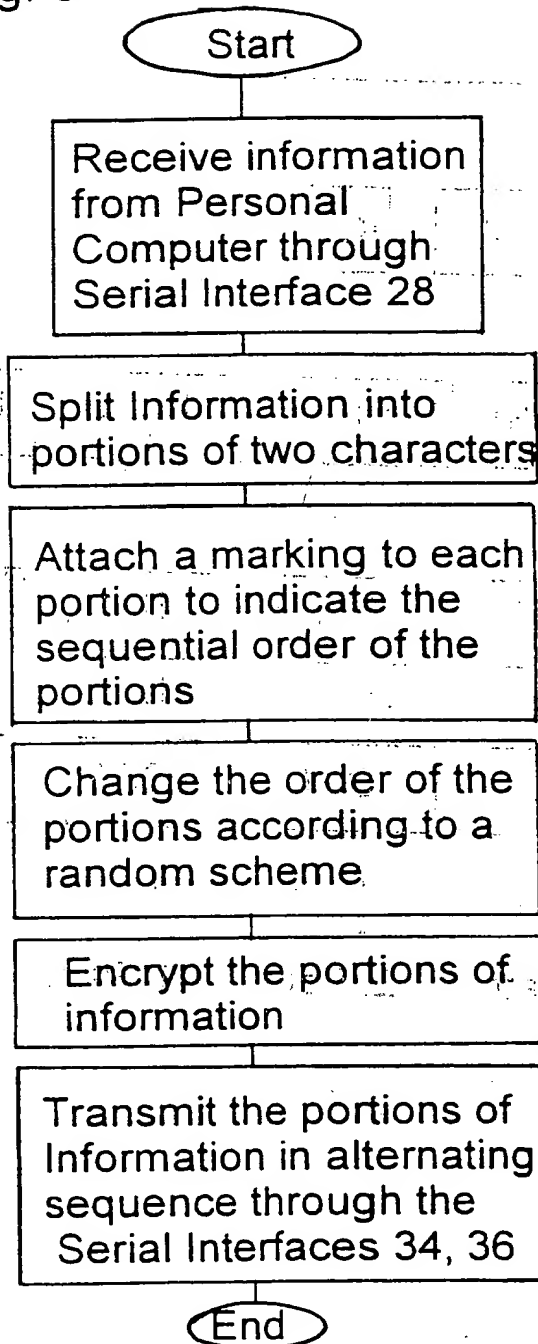 Start
Receive information
from Personal
Computer through
Serial Interface 28
Split Information into
portions of two characters
Attach a marking to each
portion to indicate the
sequential order of the
portions
Change the order of the
portions according to a
random scheme
Encrypt the portions of
information
Transmit the portions of
Information in alternating
sequence through the
Serial Interfaces 34, 36
End